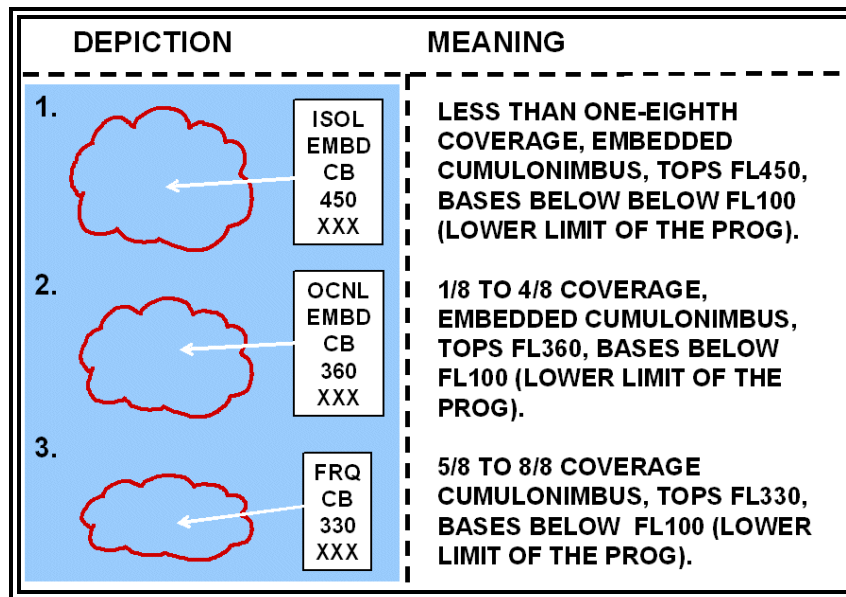 DEPICTION
MEANING
1.
ISOL
EMBD
CB
450
XXX
LESS THAN ONE-EIGHTH
COVERAGE, EMBEDDED
CUMULONIMBUS, TOPS FL450,
BASES BELOW BELOW FL100
(LOWER LIMIT OF THE PROG).
2.
OCNL
EMBD
CB
360
XXX
1/8 TO 4/8 COVERAGE,
EMBEDDED CUMULONIMBUS,
TOPS FL360, BASES BELOW
FL100 (LOWER LIMIT OF THE
PROG).
3.
FRQ
CB
330
XXX
5/8 TO 8/8 COVERAGE
CUMULONIMBUS, TOPS FL330,
BASES BELOW FL100 (LOWER
LIMIT OF THE PROG).